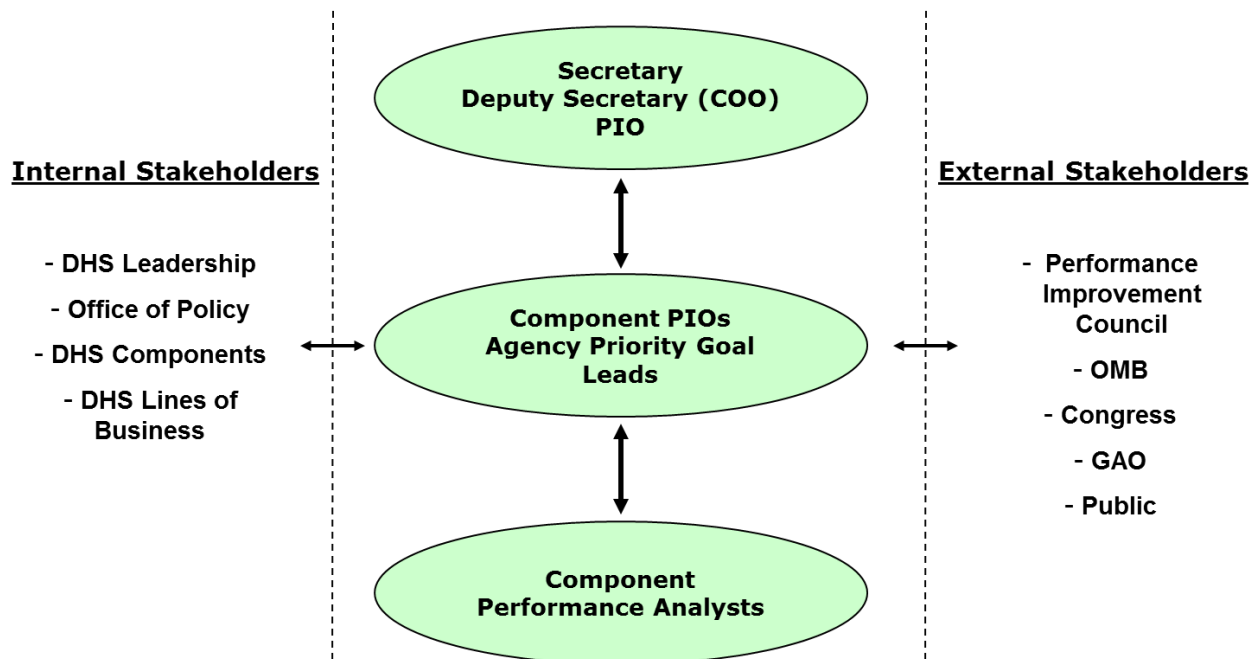 Secretary
Deputy Secretary (COO)
PIO
Internal Stakeholders
- DHS Leadership
- Office of Policy
- DHS Components
- DHS Lines of
Business
Component PIOs
Agency Priority Goal
Leads
Component
Performance Analysts
External Stakeholders
- Performance
Improvement
Council
- OMB
- Congress
- GAO
- Public